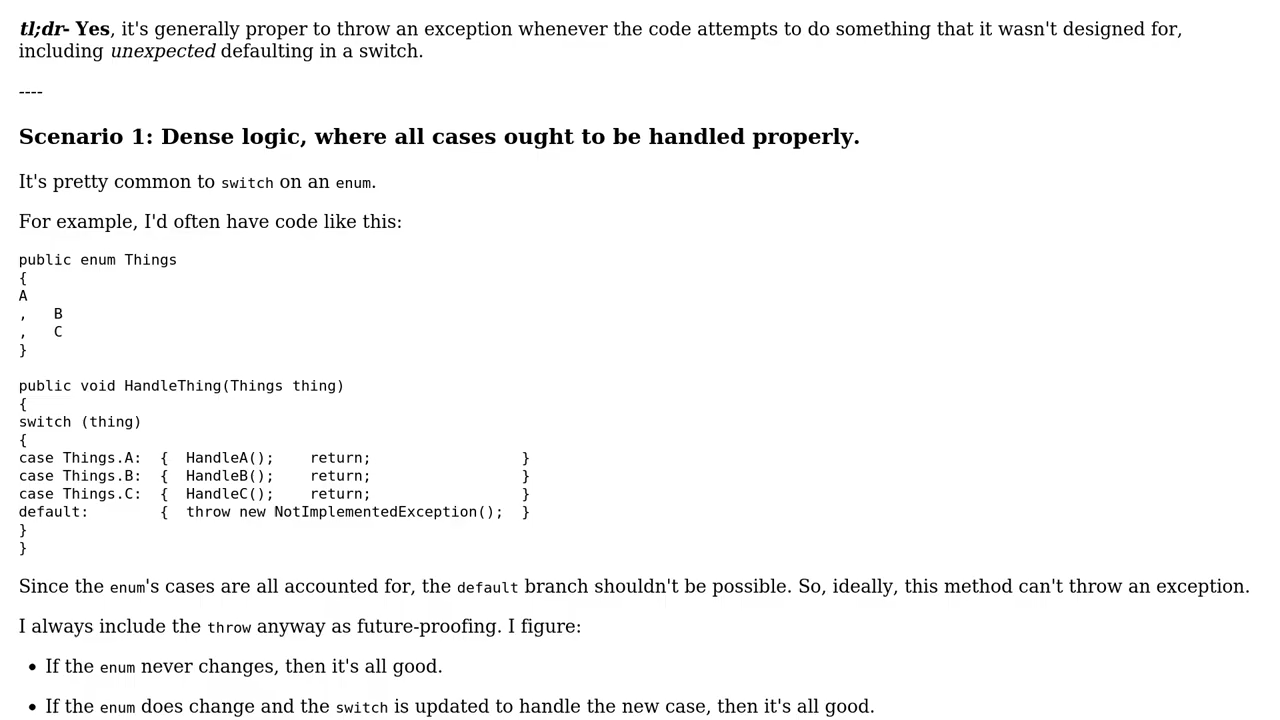 tl;dr- Yes, it's generally proper to throw an exception whenever the code attempts to do something that it wasn't designed for,
including unexpected defaulting in a switch.
----
Scenario 1: Dense logic, where all cases ought to be handled properly.
It's pretty common to switch on an enum.
For example, I'd often have code like this:
public enum Things
{
A
,   B
,   C
}
public void HandleThing(Things thing)
{
switch (thing)
{
case Things.A:  {  HandleA();    return;                 }
case Things.B:  {  HandleB();    return;                 }
case Things.C:  {  HandleC();    return;                 }
default:        {  throw new NotImplementedException();  }
}
}
Since the enum's cases are all accounted for, the default branch shouldn't be possible. So, ideally, this method can't throw an exception.
I always include the throw anyway as future-proofing. I figure:
• If the enum never changes, then it's all good.
• If the enum does change and the switch is updated to handle the new case, then it's all good.